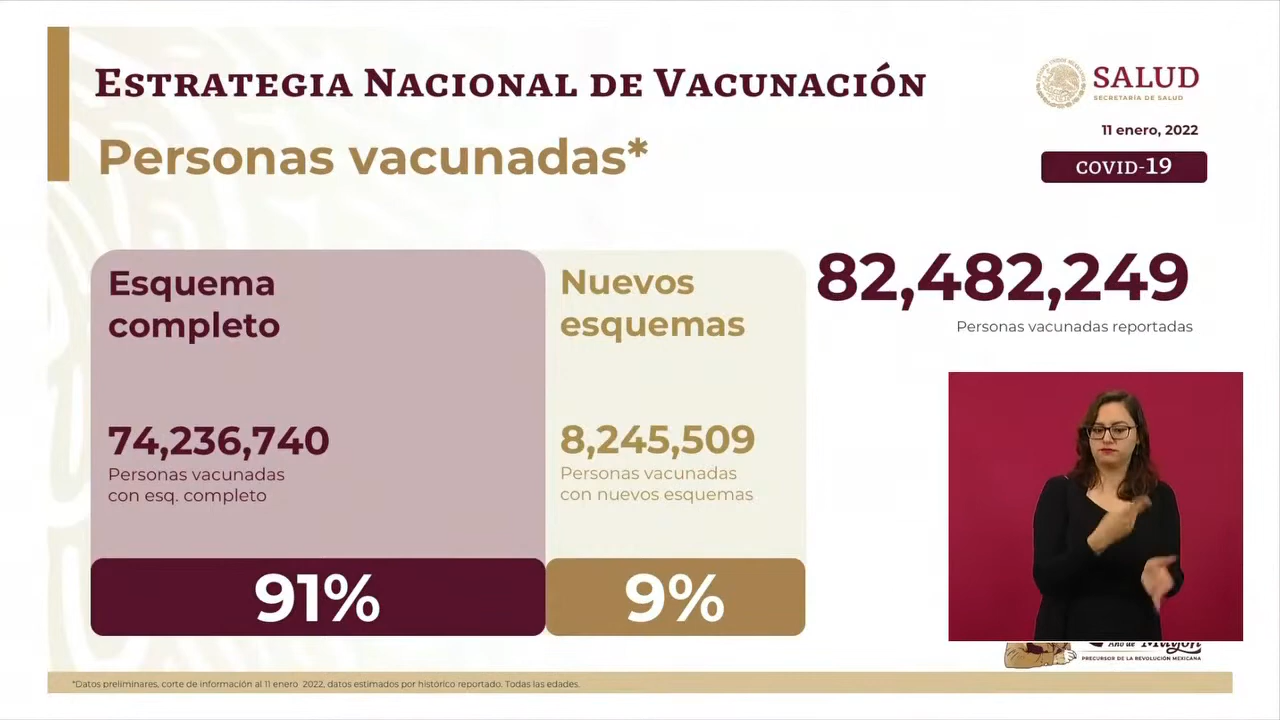 ESTRATEGIA NACIONAL DE VACUNACIÓN
Personas vacunadas*
SALUD
SECRETARÍA DE SALUD
11 enero, 2022
COVID-19
Esquema
completo
74,236,740
Personas vacunadas
con esq. completo
91%
Nuevos
esquemas
8,245,509
Personas vacunadas
con nuevos esquemas
9%
82,482,249
Personas vacunadas reportadas
Año de Magón
PRECURSOR DE LA REVOLUCIÓN MEXICANA
*Datos preliminares, corte de información al 11 enero 2022, datos estimados por histórico reportado. Todas las edades.